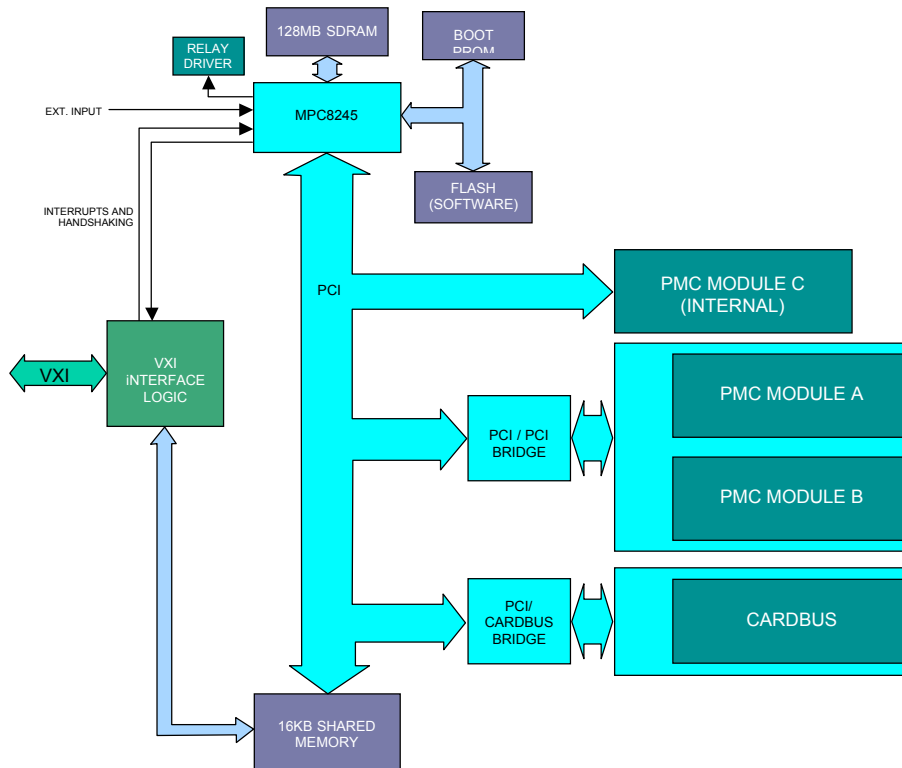 128MB SDRAM
BOOT
PROM
RELAY
DRIVER
EXT. INPUT
MPC8245
FLASH
(SOFTWARE)
INTERRUPTS AND
HANDSHAKING
PCI
PMC MODULE C
(INTERNAL)
VXI
VXI
iNTERFACE
LOGIC
PMC MODULE A
PCI / PCI
BRIDGE
PMC MODULE B
PCI/
CARDBUS
BRIDGE
CARDBUS
16KB SHARED
MEMORY